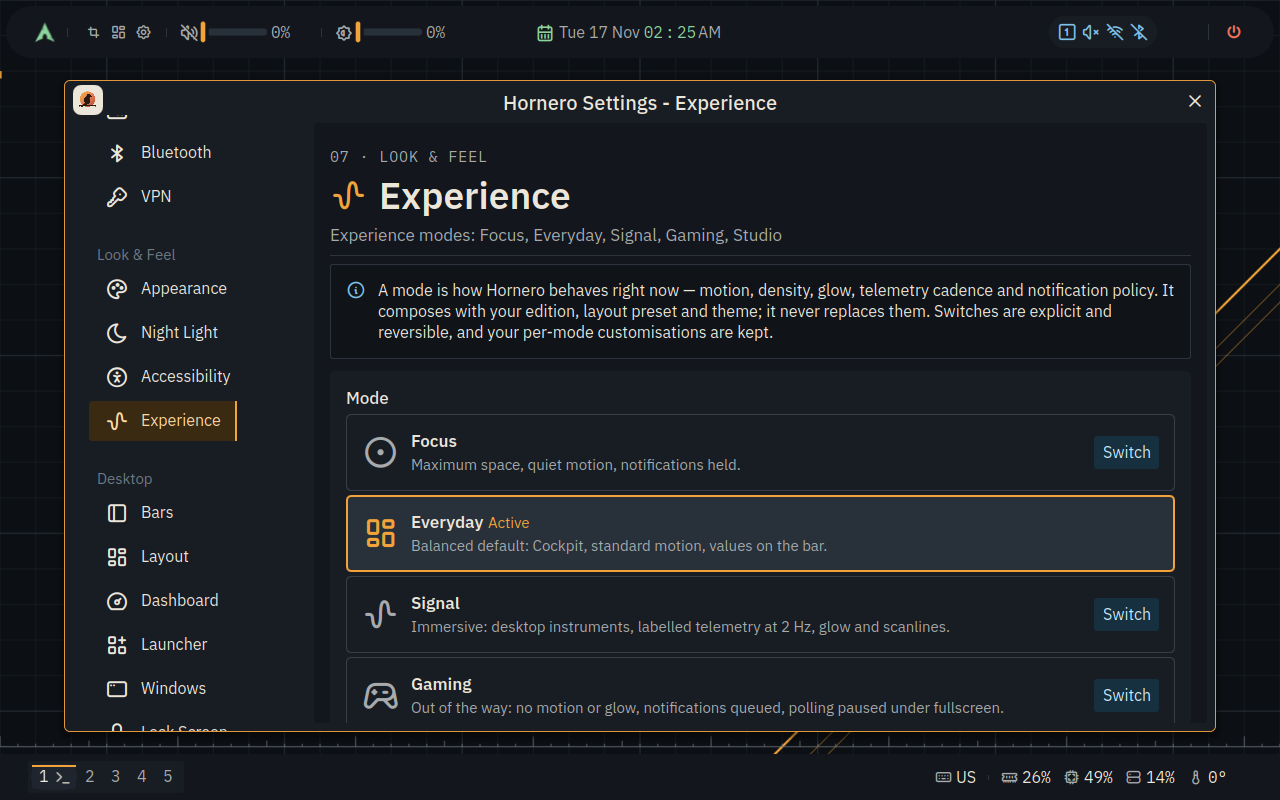 0%
0%
Tue 17 Nov 02 : 25 AM
1
Hornero Settings - Experience
Bluetooth
VPN
Look & Feel
Appearance
Night Light
Accessibility
Experience
Desktop
Bars
Layout
Dashboard
Launcher
Windows
Lock Screen
07 · LOOK & FEEL
Experience
Experience modes: Focus, Everyday, Signal, Gaming, Studio
A mode is how Hornero behaves right now — motion, density, glow, telemetry cadence and notification policy. It
composes with your edition, layout preset and theme; it never replaces them. Switches are explicit and
reversible, and your per-mode customisations are kept.
Mode
Focus
Maximum space, quiet motion, notifications held.
Switch
Everyday Active
Balanced default: Cockpit, standard motion, values on the bar.
Signal
Immersive: desktop instruments, labelled telemetry at 2 Hz, glow and scanlines.
Switch
Gaming
Out of the way: no motion or glow, notifications queued, polling paused under fullscreen.
Switch
1 2 3 4 5
US 26% 49% 14% 0°